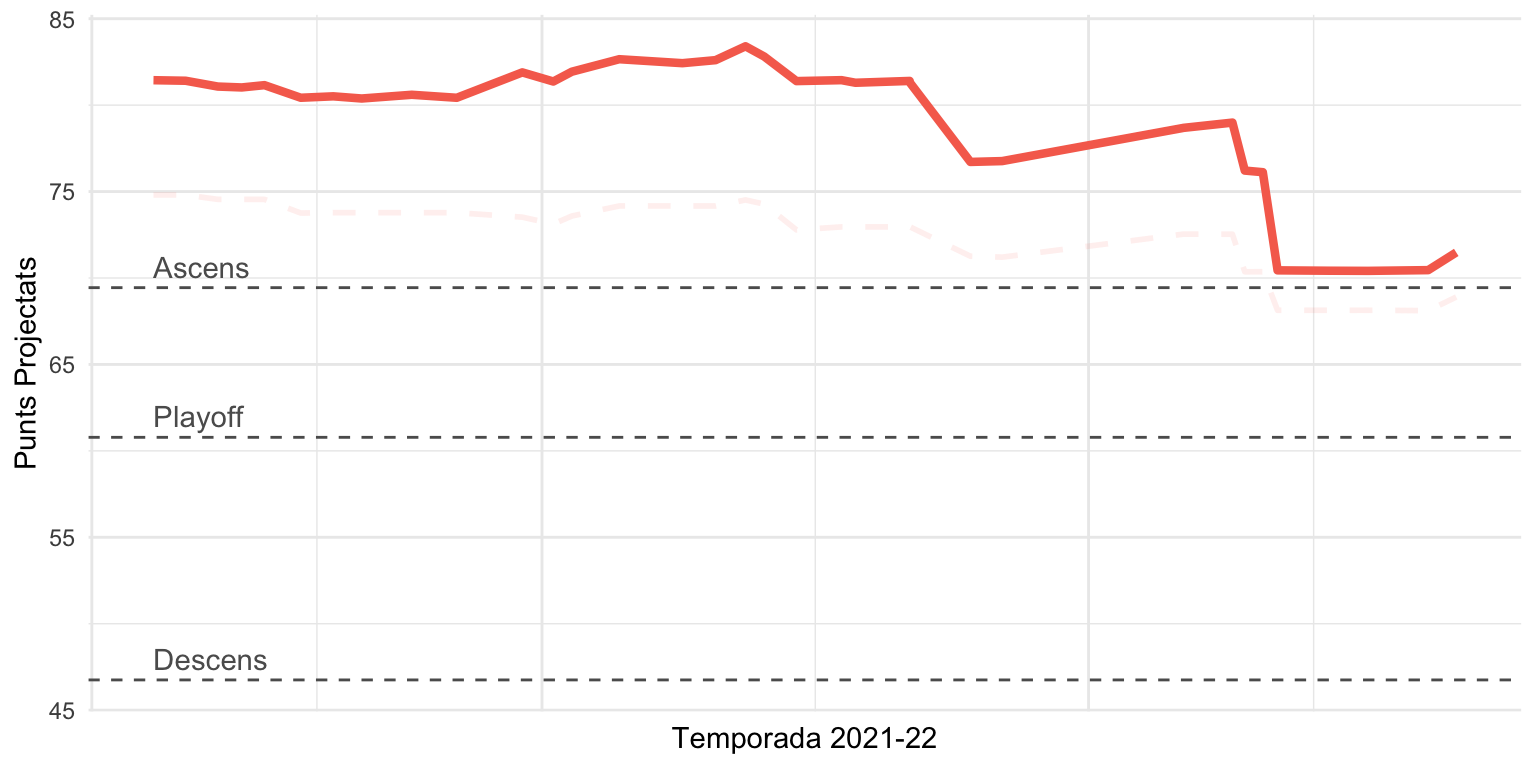 85
75
Ascens
65
Playoff
55
Descens
45
Punts Projectats
Temporada 2021-22